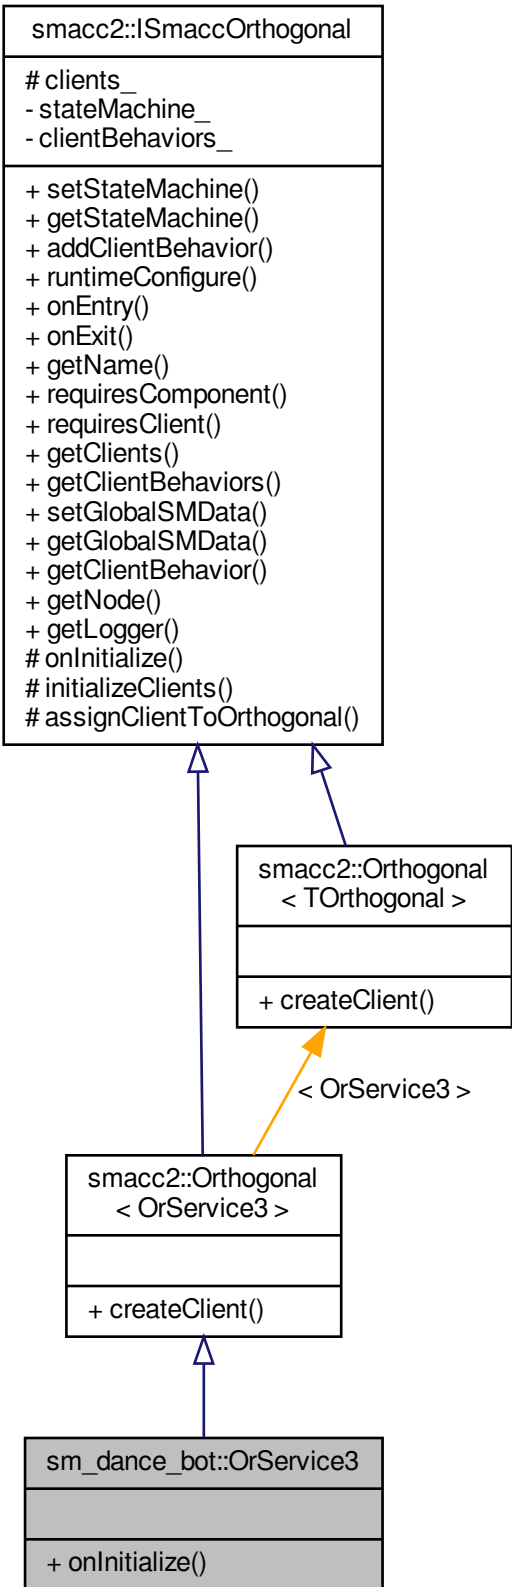 smacc2::ISmaccOrthogonal
# clients_
- stateMachine_
- clientBehaviors_
+ setStateMachine()
+ getStateMachine()
+ addClientBehavior()
+ runtimeConfigure()
+ onEntry()
+ onExit()
+ getName()
+ requiresComponent()
+ requiresClient()
+ getClients()
+ getClientBehaviors()
+ setGlobalSMData()
+ getGlobalSMData()
+ getClientBehavior()
+ getNode()
+ getLogger()
# onInitialize()
# initializeClients()
# assignClientToOrthogonal()
smacc2::Orthogonal
< TOrthogonal >
+ createClient()
< OrService3 >
smacc2::Orthogonal
< OrService3 >
+ createClient()
sm_dance_bot::OrService3
+ onInitialize()